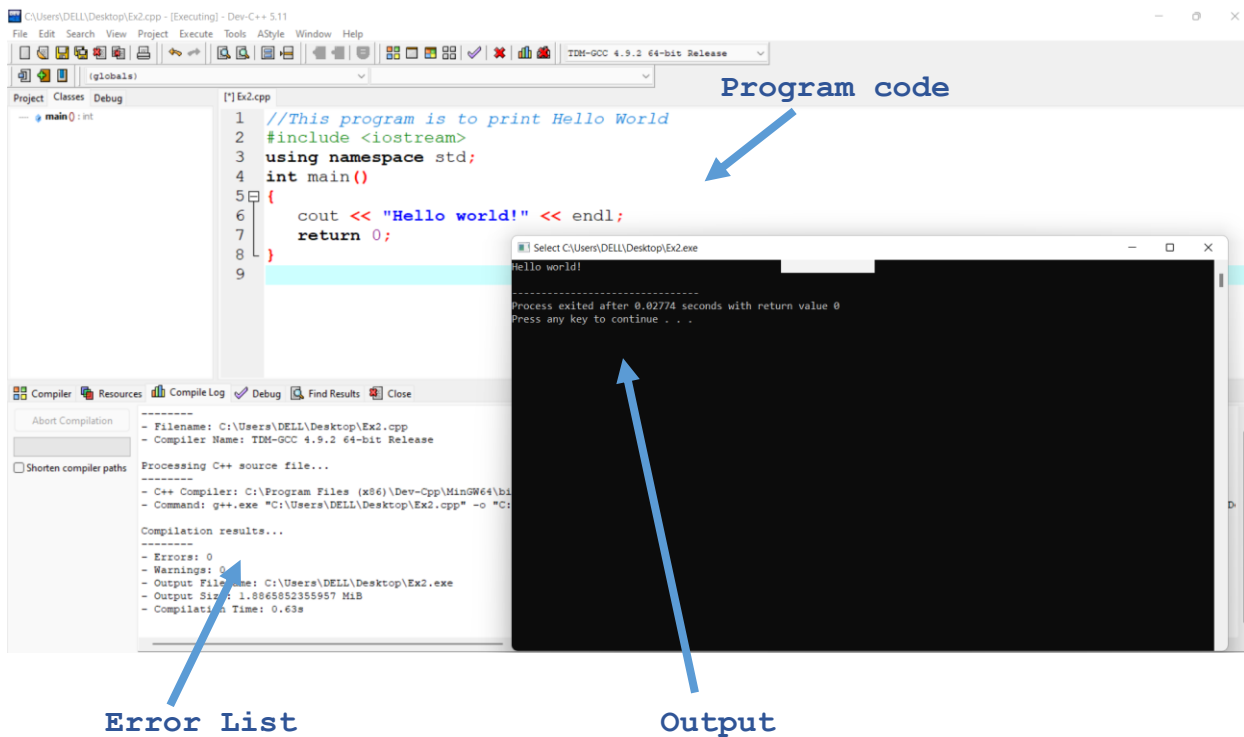 C:\Users\DELL\Desktop\Ex2.cpp - [Executing] - Dev-C++ 5.11
File Edit Search View Project Execute Tools AStyle Window Help
TDM-GCC 4.9.2 64-bit Release
(globals)
Program code
Project Classes Debug
[*] Ex2.cpp
main () : int
1 //This program is to print Hello World
2 #include <iostream>
3 using namespace std;
4 int main()
5 {
6 cout << "Hello world!" << endl;
7 return 0;
8 }
9
Select C:\Users\DELL\Desktop\Ex2.exe
Hello world!
--------------------------------
Process exited after 0.02774 seconds with return value 0
Press any key to continue . . .
Compiler Resources Compile Log Debug Find Results Close
Abort Compilation
Shorten compiler paths
--------
- Filename: C:\Users\DELL\Desktop\Ex2.cpp
- Compiler Name: TDM-GCC 4.9.2 64-bit Release
Processing C++ source file...
--------
- C++ Compiler: C:\Program Files (x86)\Dev-Cpp\MinGW64\bi
- Command: g++.exe "C:\Users\DELL\Desktop\Ex2.cpp" -o "C:
Compilation results...
--------
- Errors: 0
- Warnings: 0
- Output Filename: C:\Users\DELL\Desktop\Ex2.exe
- Output Size: 1.8865852355957 MiB
- Compilation Time: 0.63s
Error List
Output